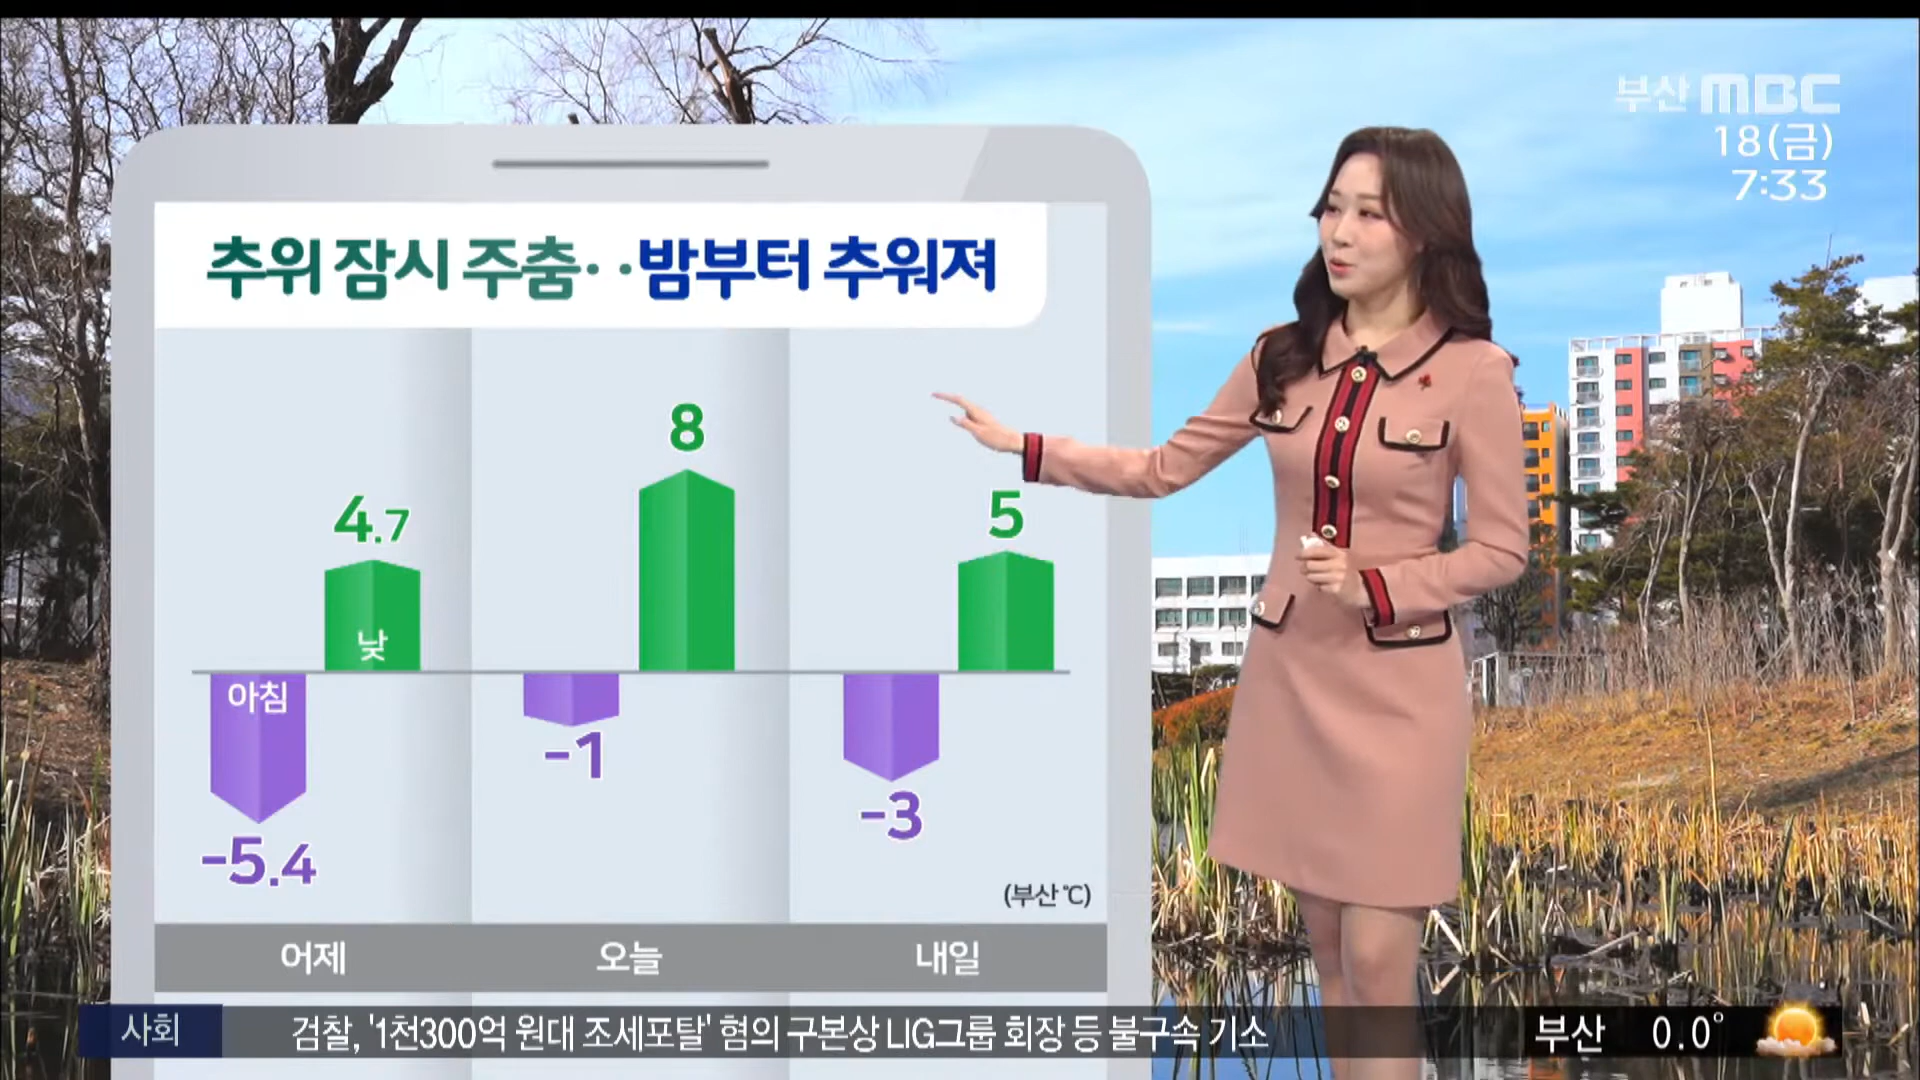 부산 MBC
18(금)
7:33
추위 잠시 주춤‥밤부터 추워져
4.7
낮
아침
-5.4
8
-1
5
-3
(부산 ℃)
어제 오늘 내일
사회 검찰, '1천300억 원대 조세포탈' 혐의 구본상 LIG그룹 회장 등 불구속 기소 부산 0.0°